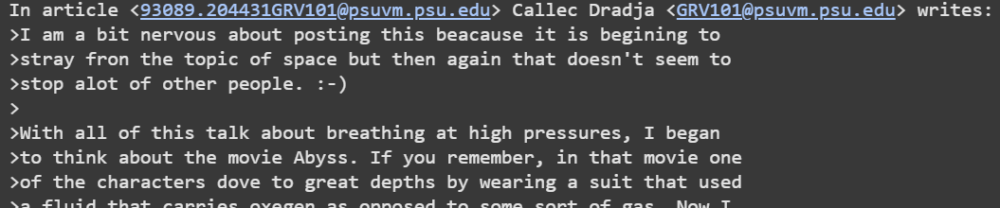 In article <93089.204431GRV101@psuvm.psu.edu> Callec Dradja <GRV101@psuvm.psu.edu> writes:
>I am a bit nervous about posting this beacause it is begining to
>stray fron the topic of space but then again that doesn't seem to
>stop alot of other people. :-)
>
>With all of this talk about breathing at high pressures, I began
>to think about the movie Abyss. If you remember, in that movie one
>of the characters dove to great depths by wearing a suit that used
>a fluid that carries oxegen as opposed to some sort of gas. Now I